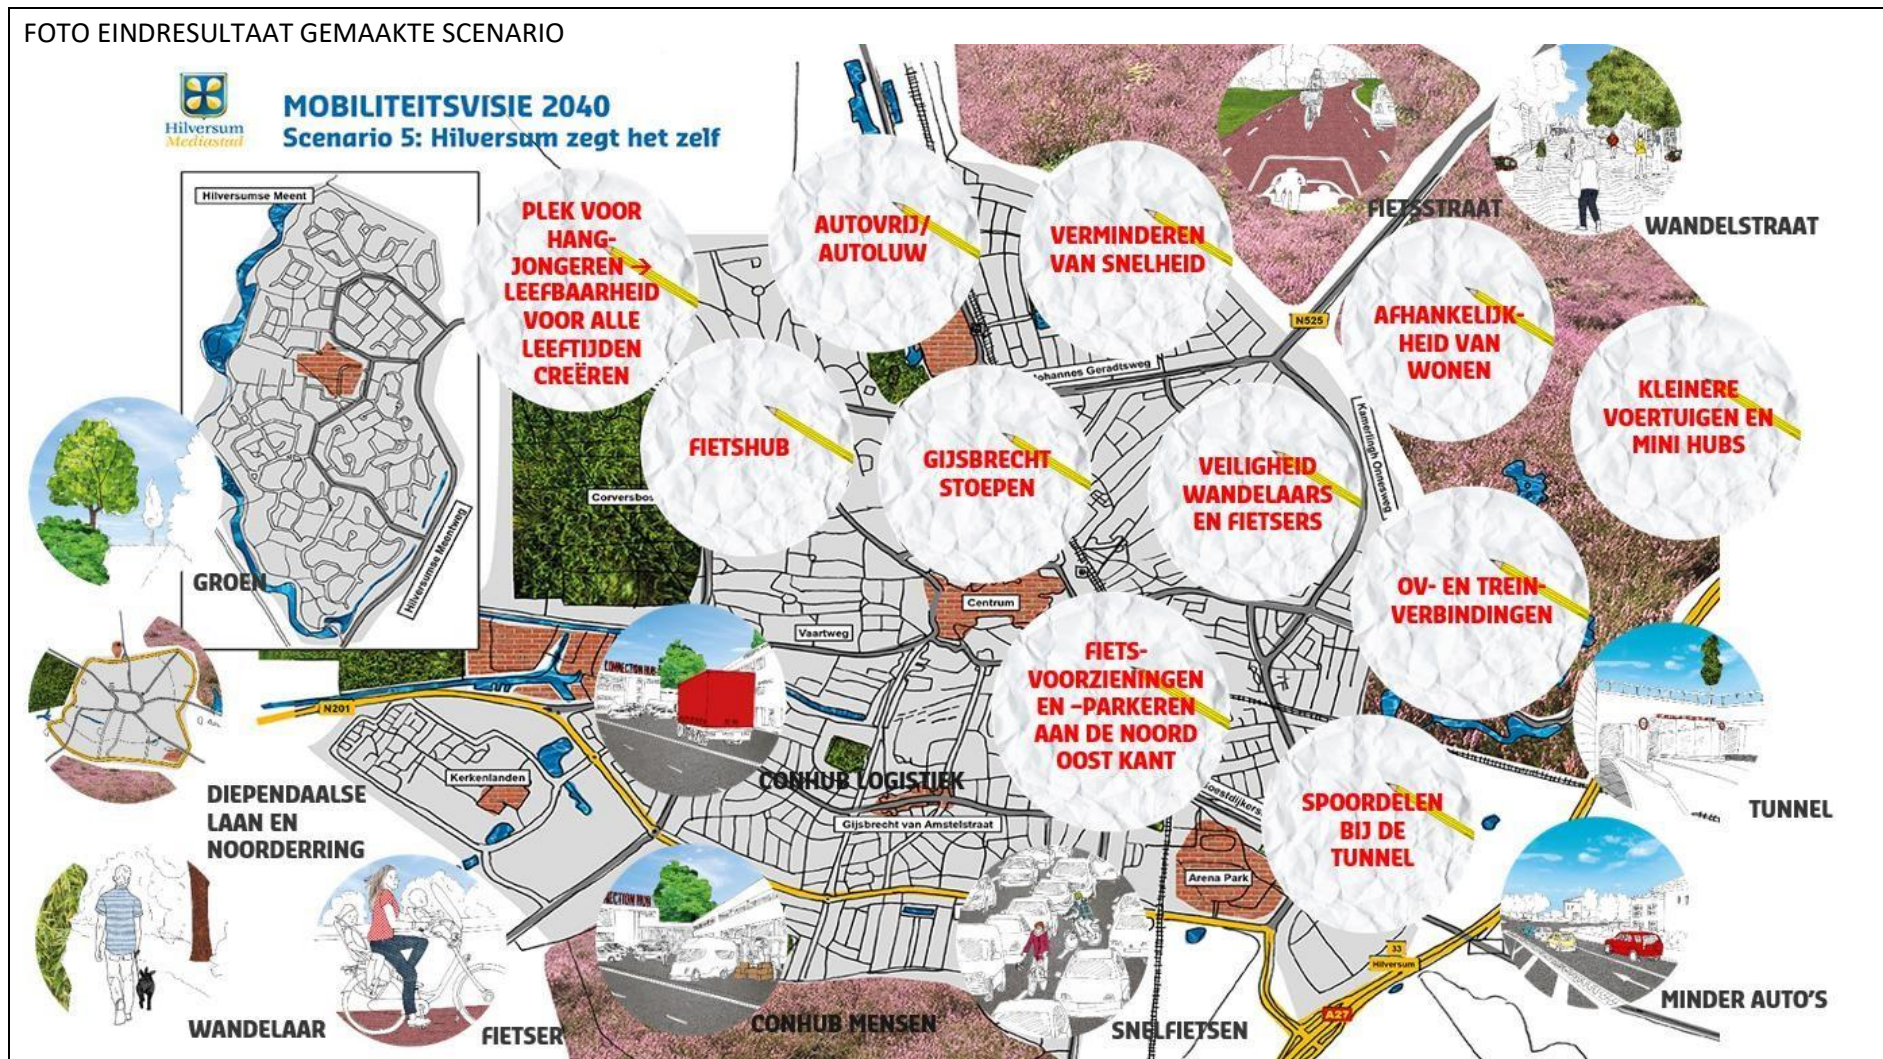 FOTO EINDRESULTAAT GEMAAKTE SCENARIO
Hilversum
Mediastad
MOBILITEITSVISIE 2040
Scenario 5: Hilversum zegt het zelf
Hilversumse Meent
PLEK VOOR
HANG-
JONGEREN →
LEEFBAARHEID
VOOR ALLE
LEEFTIJDEN
CREËREN
AUTOVRIJ/
AUTOLUW
VERMINDEREN
VAN SNELHEID
FIETSSTRAAT
WANDELSTRAAT
N525
AFHANKELIJK-
HEID VAN
WONEN
KLEINERE
VOERTUIGEN EN
MINI HUBS
Johannes Geradtsweg
Kamerlingh Onnesweg
FIETSHUB
GIJSBRECHT
STOEPEN
VEILIGHEID
WANDELAARS
EN FIETSERS
Corversbos
Hilversumse Meentweg
GROEN
OV- EN TREIN-
VERBINDINGEN
Centrum
Vaartweg
FIETS-
VOORZIENINGEN
EN –PARKEREN
AAN DE NOORD
OOST KANT
CONNECTION HUB
N201
Kerkenlanden
CONHUB LOGISTIEK
Gijsbrecht van Amstelstraat
DIEPENDAALSE
LAAN EN
NOORDERRING
SPOORDELEN
BIJ DE
TUNNEL
TUNNEL
Arena Park
33
Hilversum
A27
WANDELAAR
FIETSER
CONHUB MENSEN
SNELFIETSEN
MINDER AUTO'S